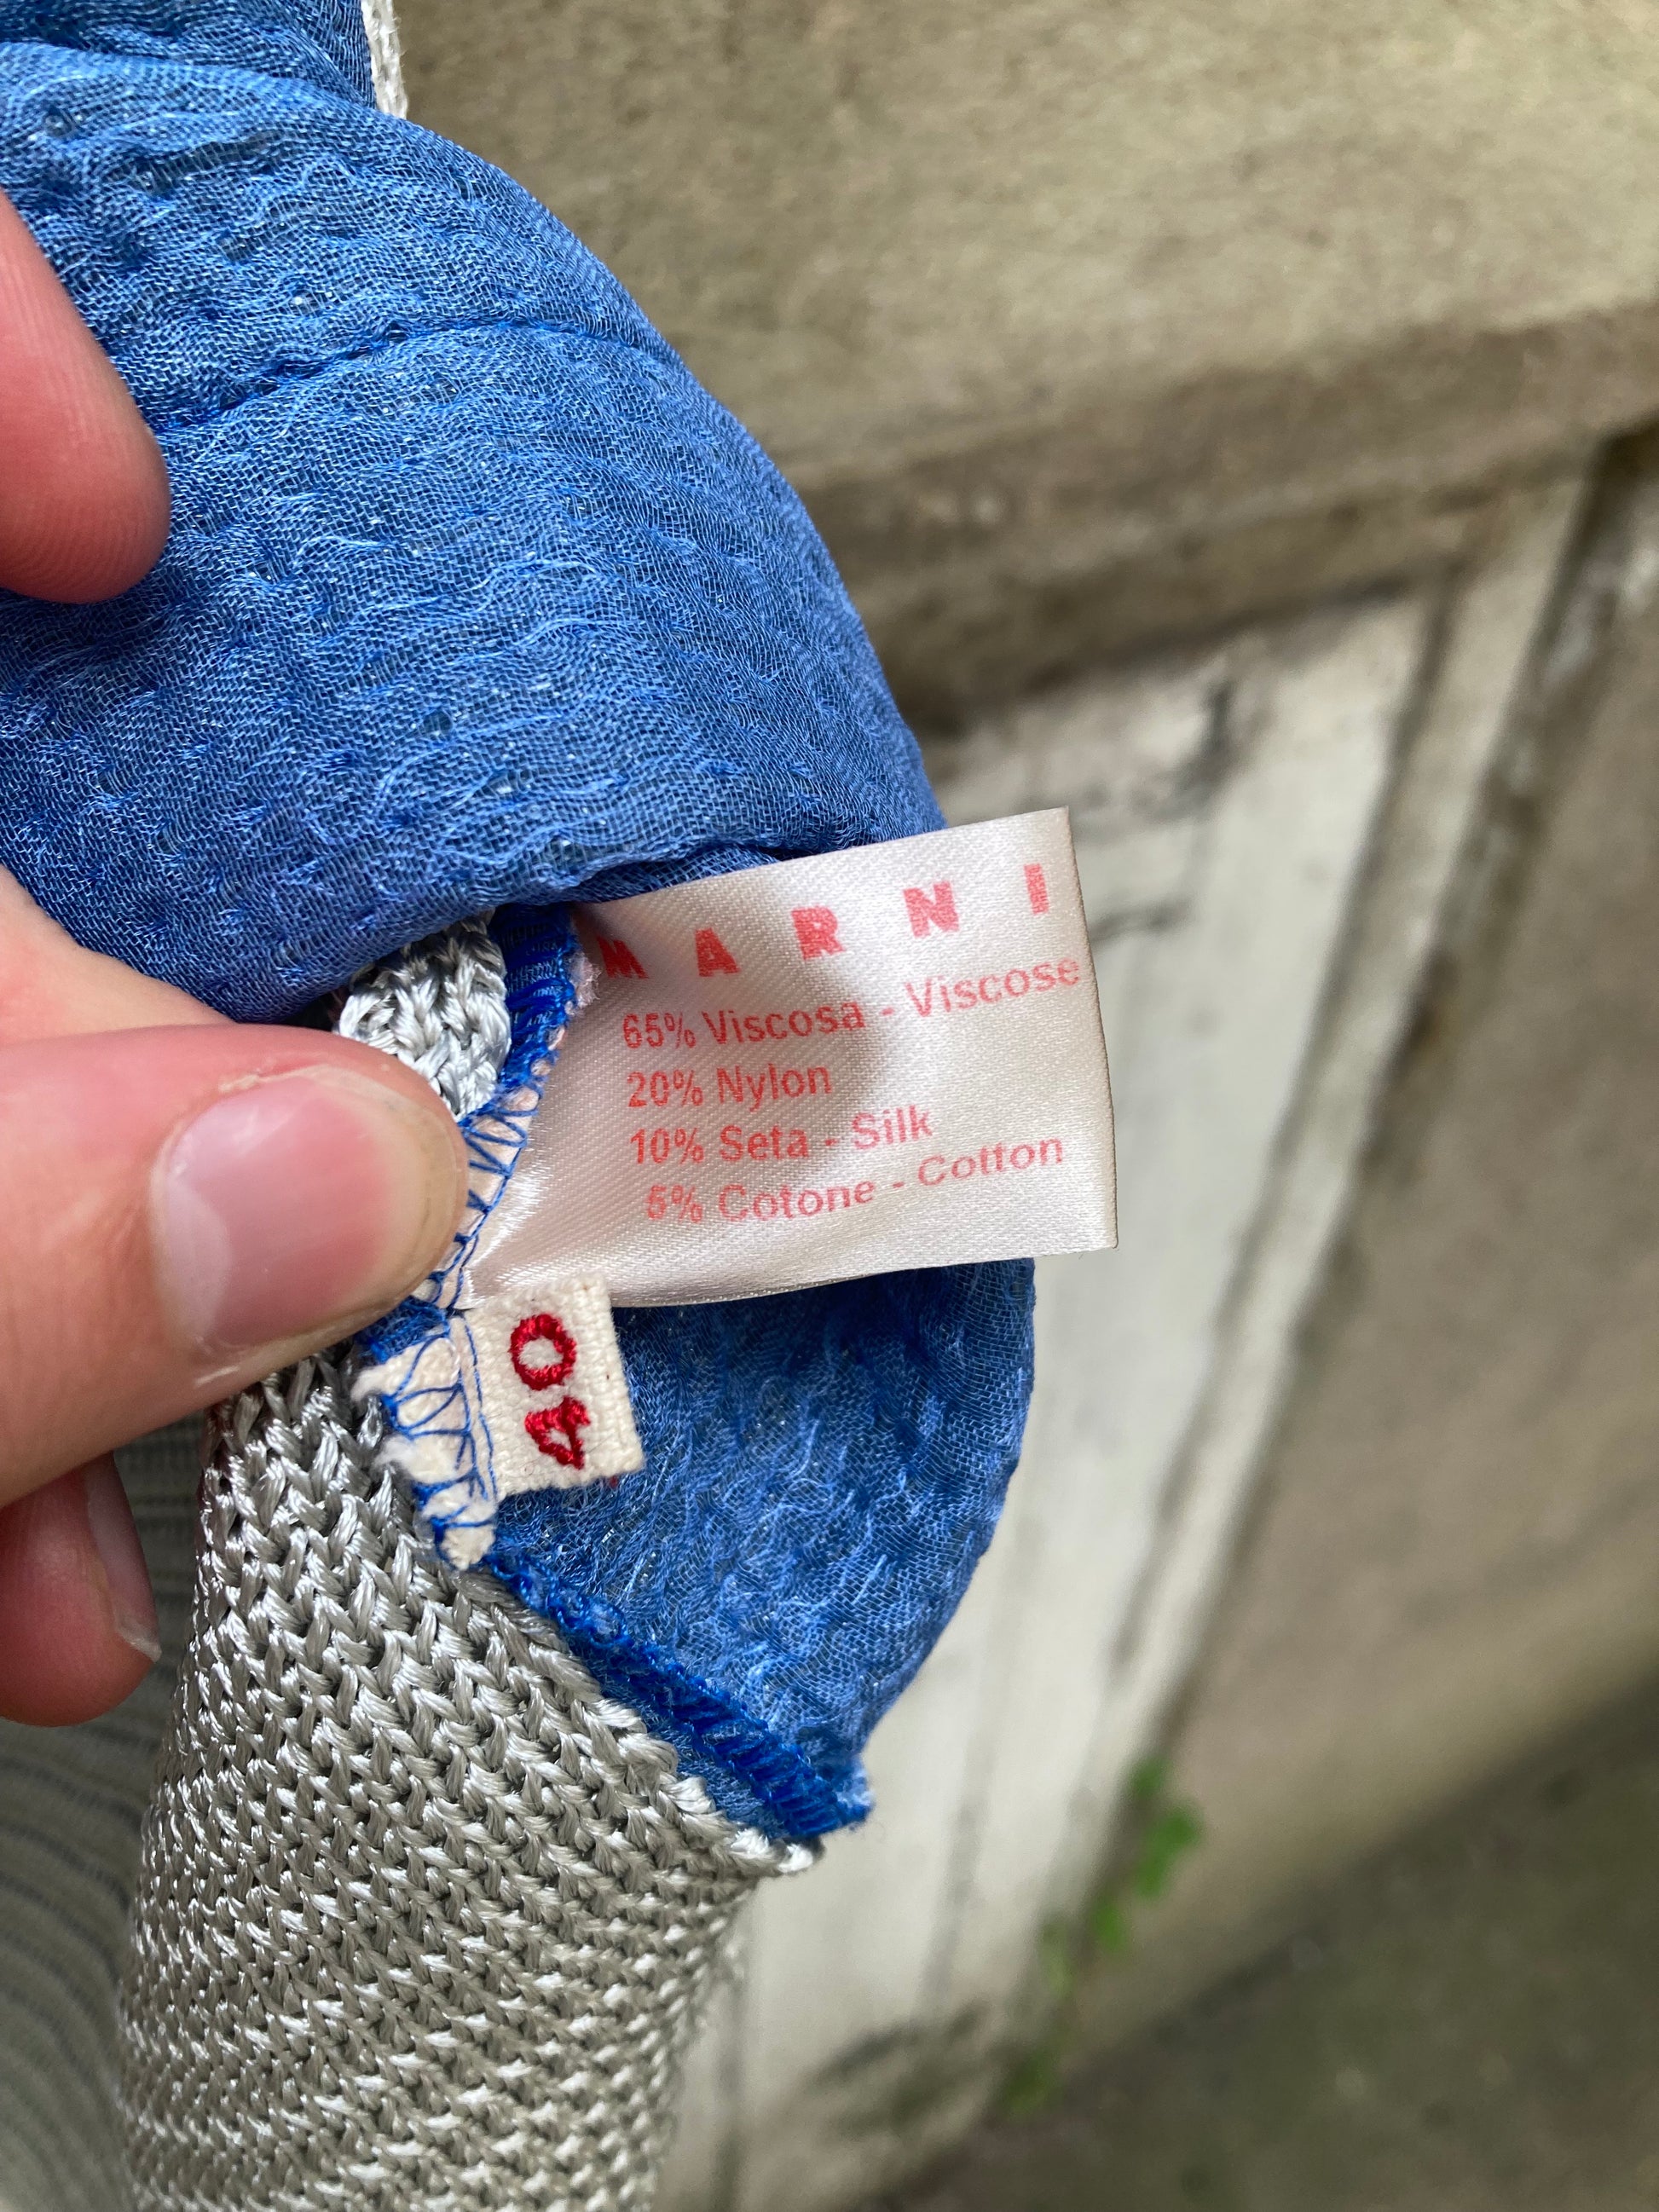 MARNI
65% Viscosa - Viscose
20% Nylon
10% Seta - Silk
5% Cotone - Cotton
40